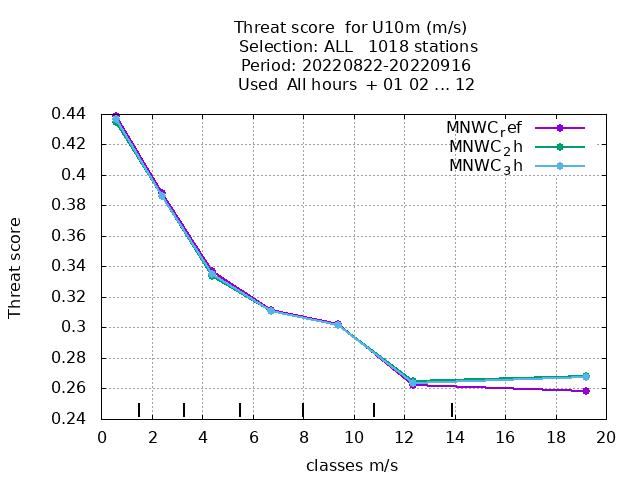 Threat score  for U10m (m/s)
Selection: ALL   1018 stations
Period: 20220822-20220916
Used  All hours  + 01 02 ... 12
MNWC_ref
MNWC_2h
MNWC_3h
0.44
0.42
0.4
0.38
0.36
0.34
0.32
0.3
0.28
0.26
0.24
Threat score
0 2 4 6 8 10 12 14 16 18 20
classes m/s